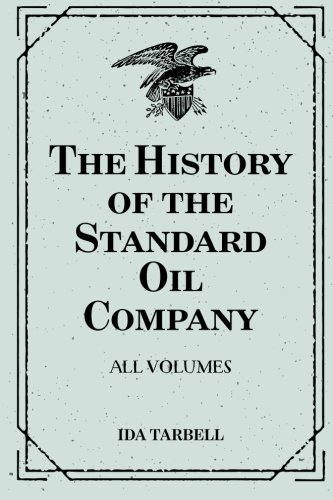 The History
of the
Standard
Oil
Company
ALL VOLUMES
IDA TARBELL